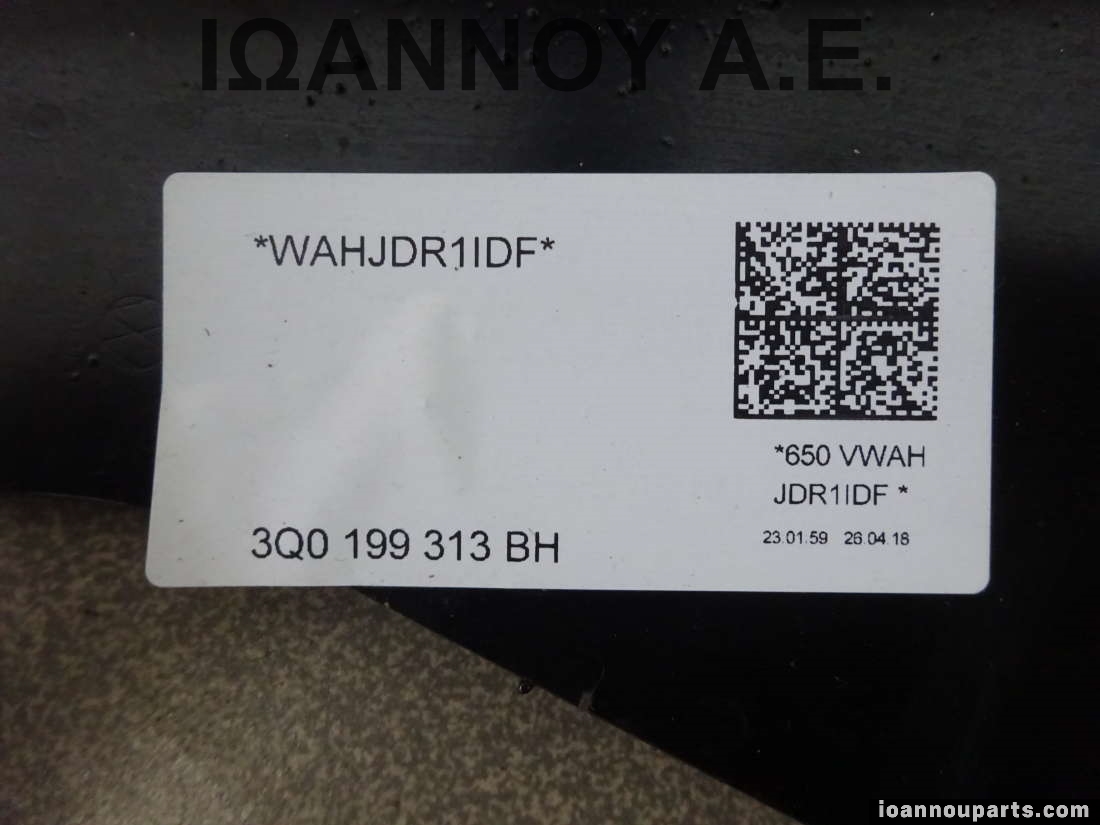 ΙΩΑΝΝΟΥ Α.Ε.
*WAHJDR1IDF*
*650 VWAH
JDR1IDF *
23.01.59 26.04.18
3Q0 199 313 BH
ioannouparts.com